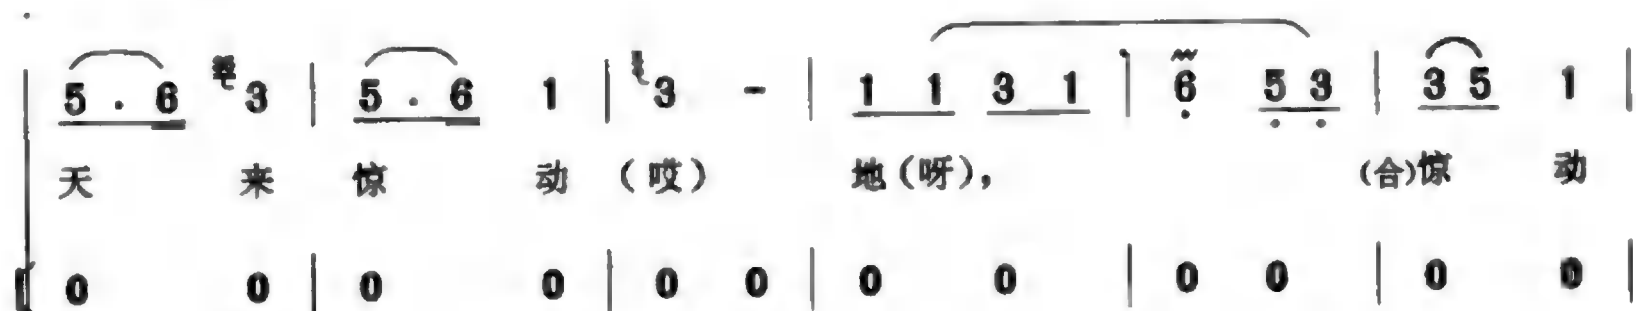 5 . 6 3 | 5 . 6 1 | 3 - | 1 1 3 1 | 6 5 3 | 3 5 1 |
天 来 惊 动 （哎） 地（呀）， （合）惊 动
0 0 | 0 0 | 0 0 | 0 0 | 0 0 | 0 0 |